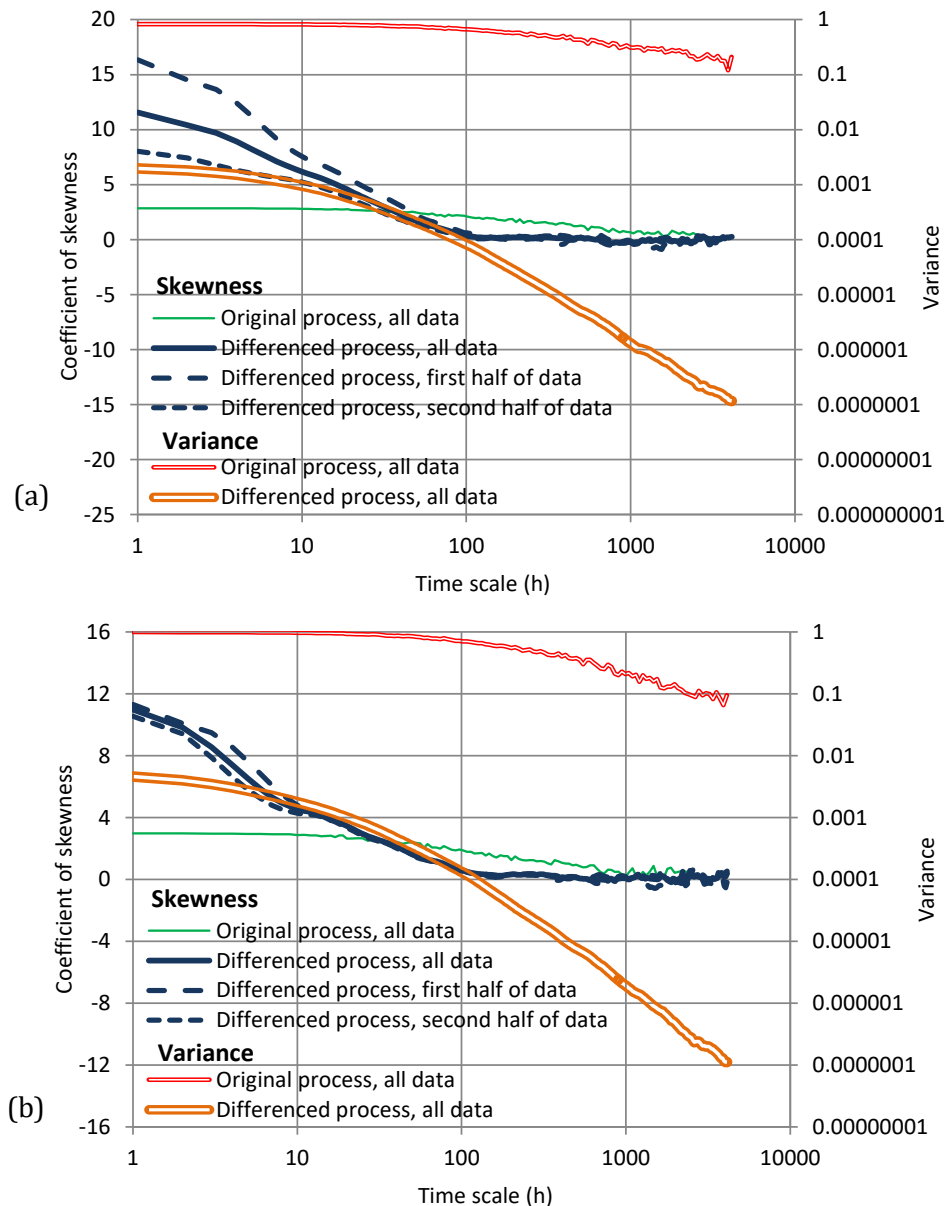 20
15
10
5
0
-5
-10
-15
-20
-25
Coefficient of skewness
1
0.1
0.01
0.001
0.0001
0.00001
0.000001
0.0000001
0.00000001
0.000000001
Variance
Skewness
Original process, all data
Differenced process, all data
Differenced process, first half of data
Differenced process, second half of data
Variance
Original process, all data
Differenced process, all data
(a)
1
10
100
1000
10000
Time scale (h)
16
12
8
4
0
-4
-8
-12
-16
Coefficient of skewness
1
0.1
0.01
0.001
0.0001
0.00001
0.000001
0.0000001
0.00000001
Variance
Skewness
Original process, all data
Differenced process, all data
Differenced process, first half of data
Differenced process, second half of data
Variance
Original process, all data
Differenced process, all data
(b)
1
10
100
1000
10000
Time scale (h)